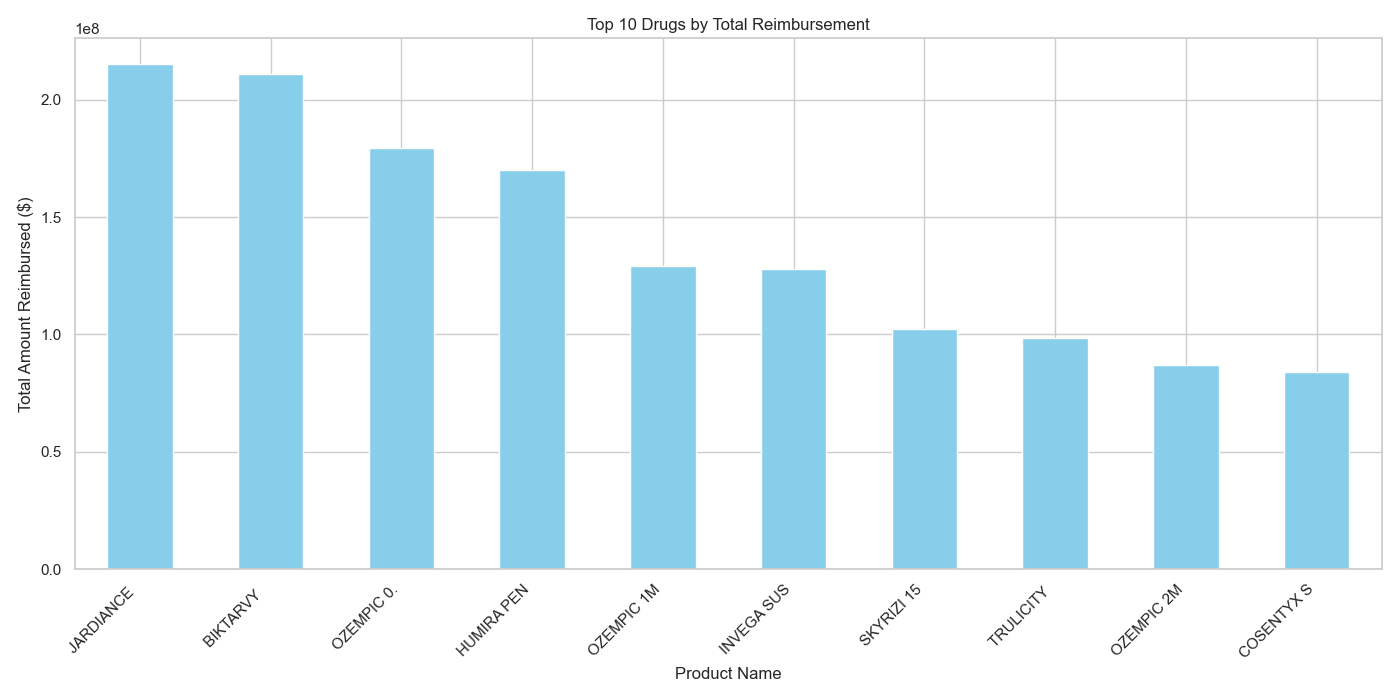 Top 10 Drugs by Total Reimbursement
1e8
Total Amount Reimbursed ($)
2.0
1.5
1.0
0.5
0.0
JARDIANCE
BIKTARVY
OZEMPIC 0.
HUMIRA PEN
OZEMPIC 1M
INVEGA SUS
SKYRIZI 15
TRULICITY
OZEMPIC 2M
COSENTYX S
Product Name